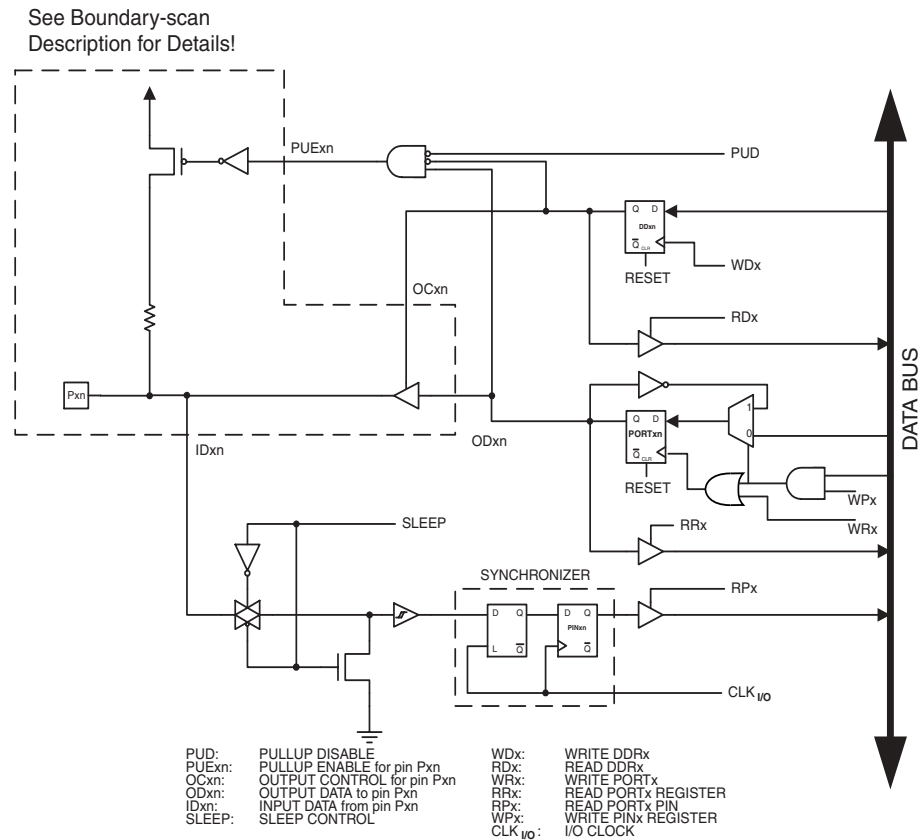 See Boundary-scan
Description for Details!
PUExn
PUD
Q D
DDxn
Q CLR
RESET
WDx
OCxn
RDx
Pxn
ODxn
IDxn
1
0
Q D
PORTxn
Q CLR
RESET
WPx
WRx
RRx
SLEEP
SYNCHRONIZER
RPx
D Q
L Q
D Q
PINxn
Q
CLK I/O
DATA BUS
PUD: PULLUP DISABLE
PUExn: PULLUP ENABLE for pin Pxn
OCxn: OUTPUT CONTROL for pin Pxn
ODxn: OUTPUT DATA to pin Pxn
IDxn: INPUT DATA from pin Pxn
SLEEP: SLEEP CONTROL
WDx: WRITE DDRx
RDx: READ DDRx
WRx: WRITE PORTx
RRx: READ PORTx REGISTER
RPx: READ PORTx PIN
WPx: WRITE PINx REGISTER
CLK I/O: I/O CLOCK